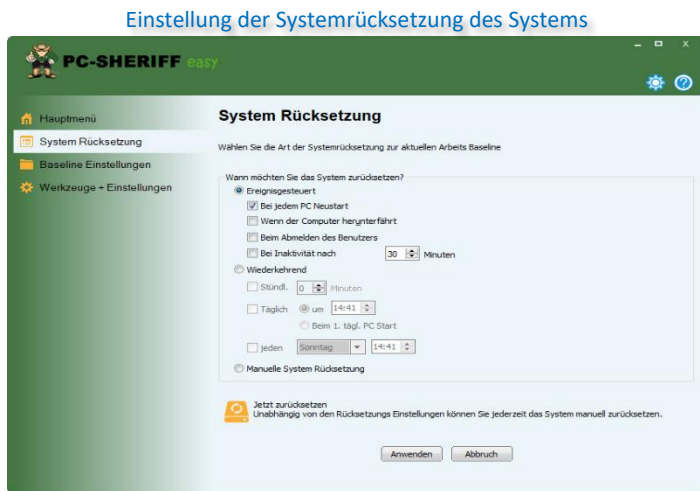 Einstellung der Systemrücksetzung des Systems
PC-SHERIFF easy
Hauptmenü
System Rücksetzung
Baseline Einstellungen
Werkzeuge + Einstellungen
System Rücksetzung
Wählen Sie die Art der Systemrücksetzung zur aktuellen Arbeits Baseline
Wann möchten Sie das System zurücksetzen?
Ereignisgesteuert
Bei jedem PC Neustart
Wenn der Computer herunterfährt
Beim Abmelden des Benutzers
Bei Inaktivität nach 30 Minuten
Wiederkehrend
Stündl. 0 Minuten
Täglich um 14:41
Beim 1. tägl. PC Start
jeden Sonntag 14:41
Manuelle System Rücksetzung
Jetzt zurücksetzen
Unabhängig von den Rücksetzungs Einstellungen können Sie jederzeit das System manuell zurücksetzen.
Anwenden Abbruch